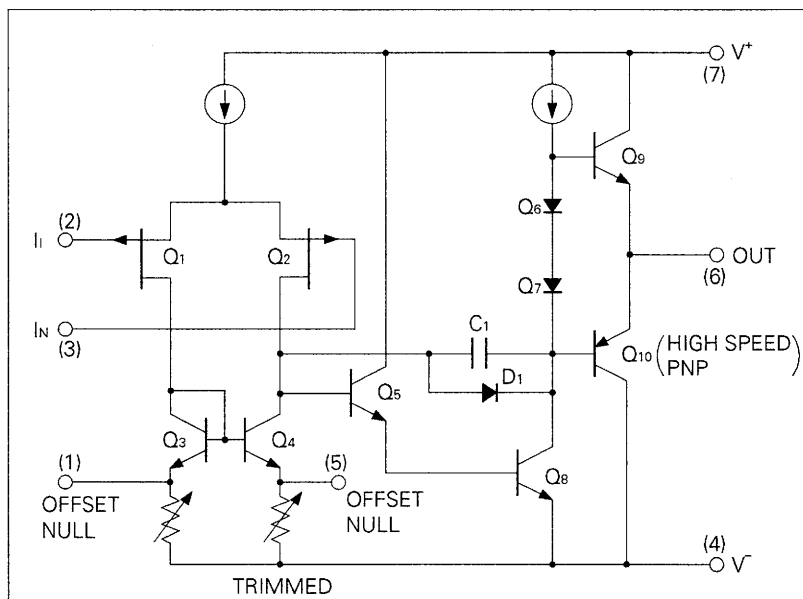 V⁺
(7)
Q₉
Q₆
(2)
I₁
Q₁
Q₂
OUT
(6)
Q₇
I_N
(3)
C₁
Q₁₀ (HIGH SPEED PNP)
D₁
Q₅
Q₃
Q₄
(1)
(5)
Q₈
OFFSET NULL
OFFSET NULL
(4)
V⁻
TRIMMED